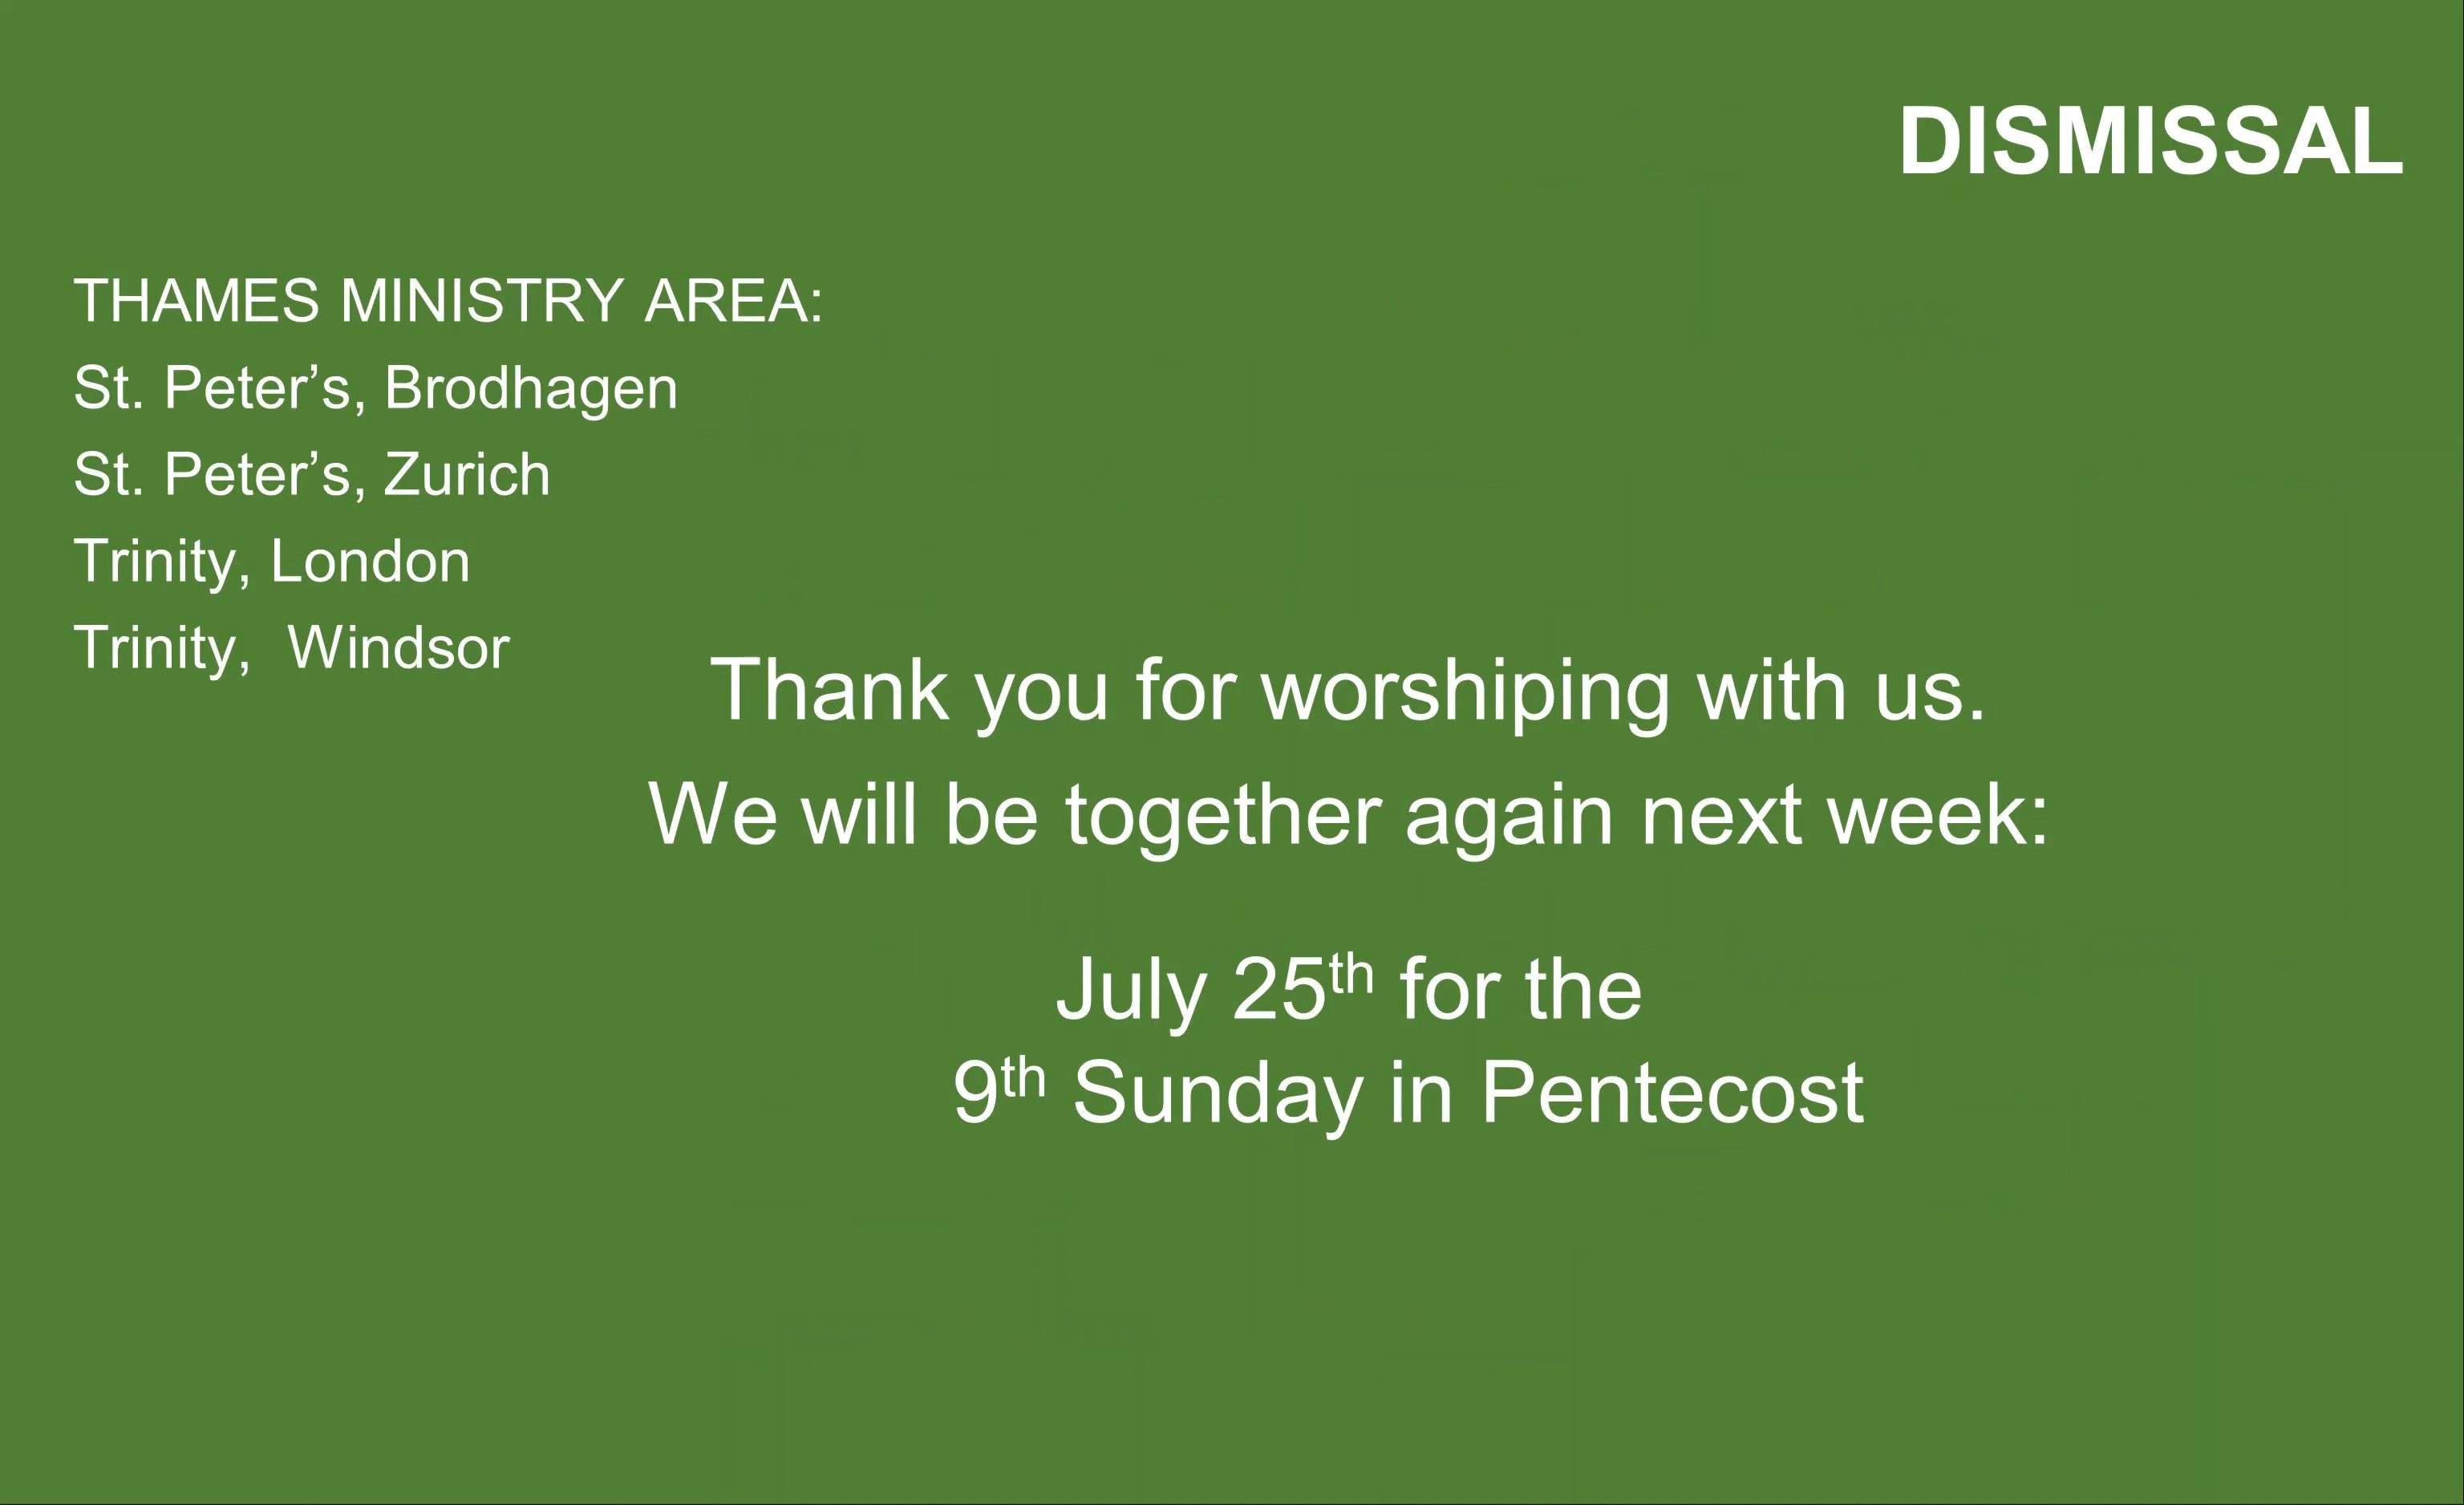 DISMISSAL
THAMES MINISTRY AREA:
St. Peter’s, Brodhagen
St. Peter’s, Zurich
Trinity, London
Trinity,  Windsor
Thank you for worshiping with us.
We will be together again next week:
July 25th for the
9th Sunday in Pentecost